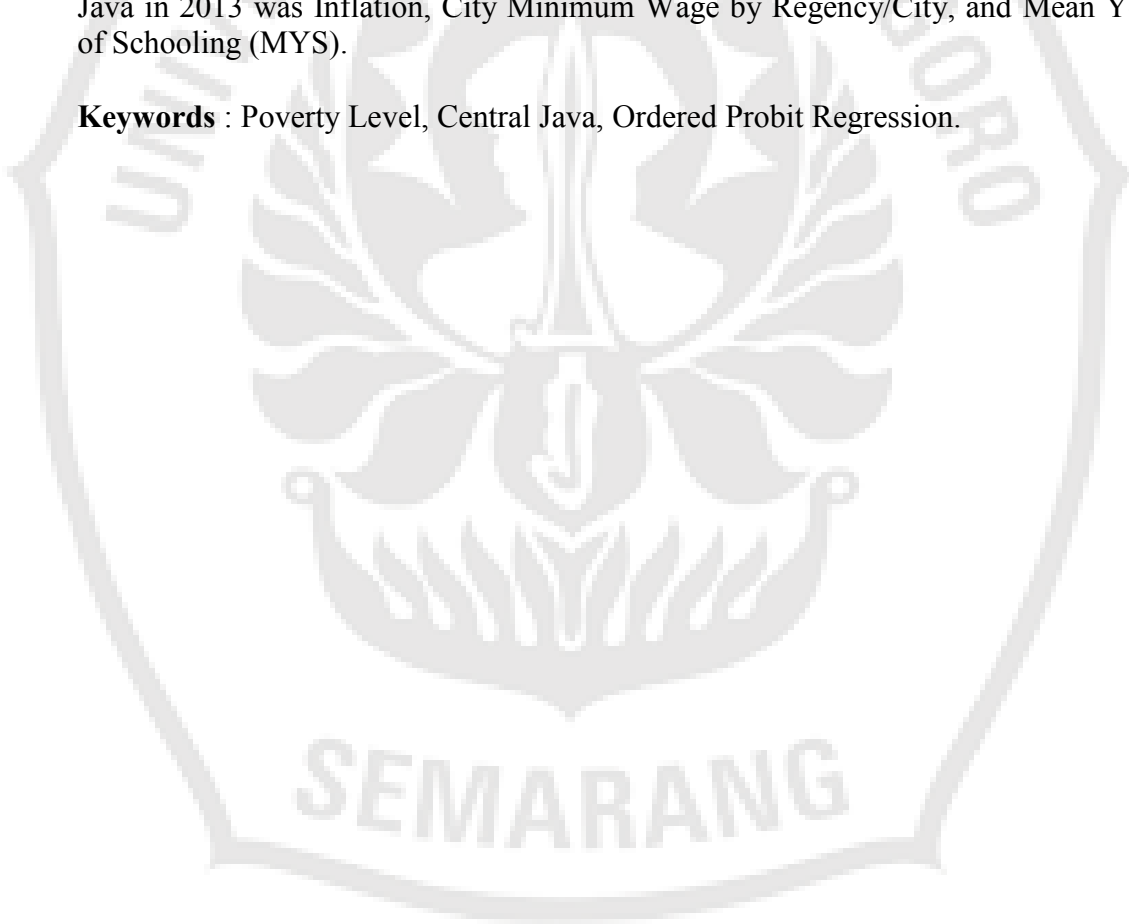 Java in 2013 was Inflation, City Minimum Wage by Regency/City, and Mean Y
of Schooling (MYS).
Keywords : Poverty Level, Central Java, Ordered Probit Regression.
SEMARANG